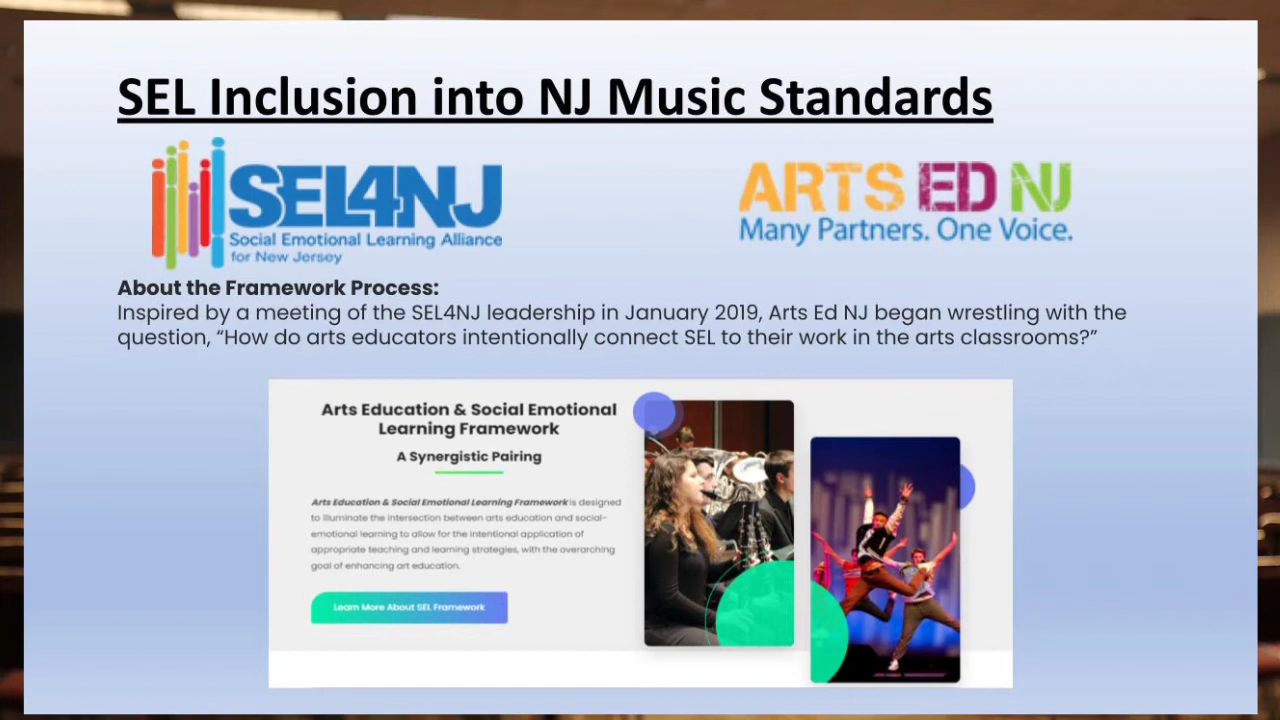 SEL Inclusion into NJ Music Standards
SEL4NJ
Social Emotional Learning Alliance
for New Jersey
ARTS ED NJ
Many Partners. One Voice.
About the Framework Process:
Inspired by a meeting of the SEL4NJ leadership in January 2019, Arts Ed NJ began wrestling with the
question, “How do arts educators intentionally connect SEL to their work in the arts classrooms?”
Arts Education & Social Emotional
Learning Framework
A Synergistic Pairing
Arts Education & Social Emotional Learning Framework is designed
to illuminate the intersection between arts education and social-
emotional learning to allow for the intentional application of
appropriate teaching and learning strategies, with the overarching
goal of enhancing art education.
Learn More About SEL Framework